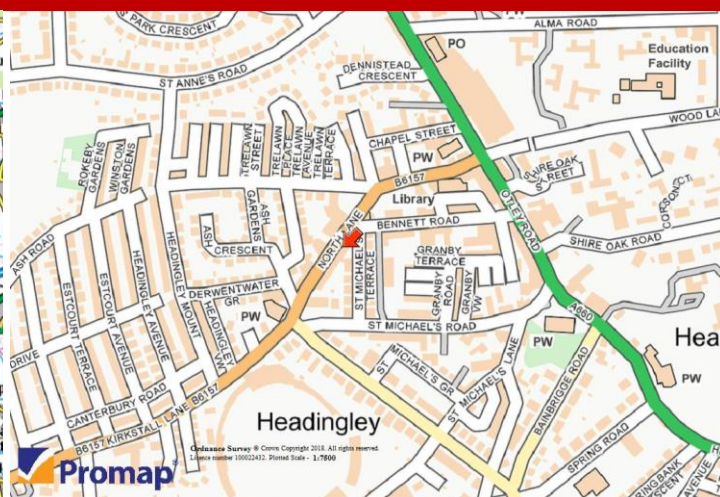 PARK CRESCENT
ALMA ROAD
PO
Education
Facility
DENNISTEAD
CRESCENT
ST ANNE'S ROAD
WOOD LA
CHAPEL STREET
ROKEBY
GARDENS
WINSTON
GARDENS
TRELAWN
STREET
TRELAWN
PLACE
TRELAWN
AVENUE
TRELAWN
TERRACE
PW
B6157
SHIRE OAK
STREET
Library
OTLEY ROAD
ASH
GARDENS
NORTH LANE
BENNETT ROAD
ASH
CRESCENT
SHIRE OAK ROAD
ASH ROAD
HEADINGLEY MOUNT
GRANBY
TERRACE
ST MICHAEL'S
TERRACE
GRANBY
ROAD
GRANBY
VW
DERWENTWATER
GR
ESTCOURT TERRACE
ESTCOURT AVENUE
HEADINGLEY AVENUE
HEADINGLEY
VW
PW
ST MICHAEL'S ROAD
A660
PW
Hea
DRIVE
ST
MICHAEL'S GR
ST MICHAEL'S LANE
BAINBRIGGE ROAD
PW
CANTERBURY ROAD
B6157 KIRKSTALL LANE B6157
Headingley
SPRING ROAD
Ordnance Survey © Crown Copyright 2018. All rights reserved.
Licence number 100022432. Plotted Scale - 1:7500
Promap